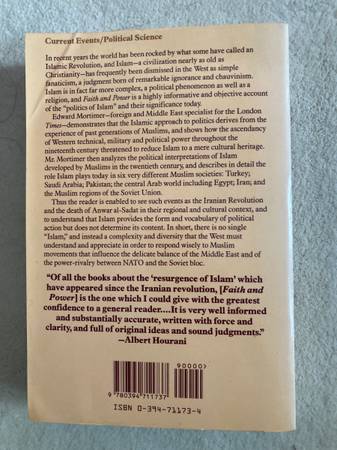 Current Events/Political Science
In recent years the world has been rocked by what some have called an
Islamic Revolution, and Islam—a civilization nearly as old as
Christianity—has frequently been dismissed in the West as simple
fanaticism, a judgment born of remarkable ignorance and chauvinism.
Islam is in fact far more complex, a political phenomenon as well as a
religion, and Faith and Power is a highly informative and objective account
of the "politics of Islam" and their significance today.
Edward Mortimer—foreign and Middle East specialist for the London
Times—demonstrates that the Islamic approach to politics derives from the
experience of past generations of Muslims, and shows how the ascendancy
of Western technical, military and political power throughout the
nineteenth century threatened to reduce Islam to a mere cultural heritage.
Mr. Mortimer then analyzes the political interpretations of Islam
developed by Muslims in the twentieth century, and describes in detail the
role Islam plays today in six very different Muslim societies: Turkey;
Saudi Arabia; Pakistan; the central Arab world including Egypt; Iran; and
the Muslim regions of the Soviet Union.
Thus the reader is enabled to see such events as the Iranian Revolution
and the death of Anwar al-Sadat in their regional and cultural context, and
to understand that Islam provides the form and vocabulary of political
action but does not determine its content. In short, there is no single
"Islam," and instead a complexity and diversity that the West must
understand and appreciate in order to respond wisely to Muslim
movements that influence the delicate balance of the Middle East and of
the power-rivalry between NATO and the Soviet bloc.
"Of all the books about the 'resurgence of Islam' which
have appeared since the Iranian revolution, [Faith and
Power] is the one which I could give with the greatest
confidence to a general reader....It is very well informed
and substantially accurate, written with force and
clarity, and full of original ideas and sound judgments."
—Albert Hourani
90000>
9 780394 711737
ISBN 0-394-71173-4